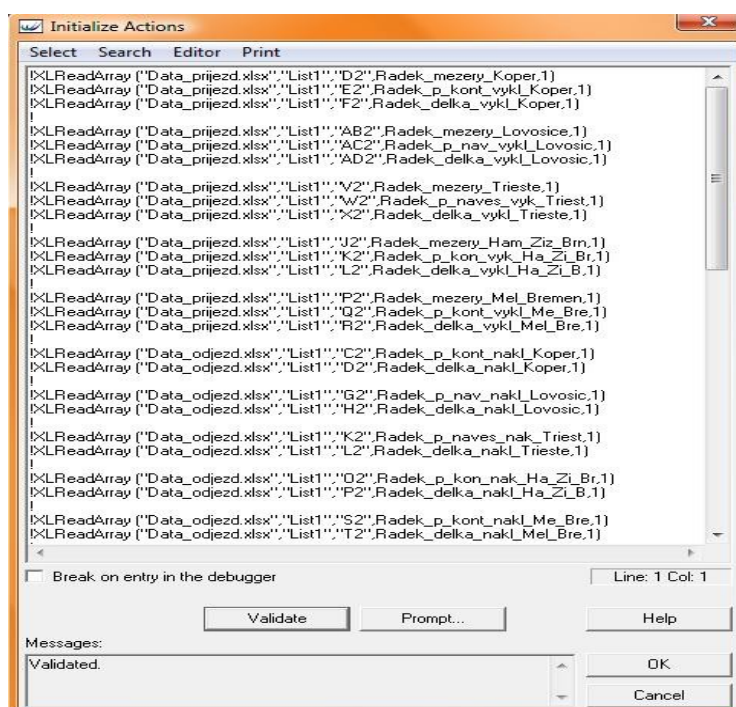 Initialize Actions
Select Search Editor Print
!XLReadArray ("Data_prijezd.xlsx","List1","D2",Radek_mezery_Koper,1)
!XLReadArray ("Data_prijezd.xlsx","List1","E2",Radek_p_kont_vykl_Koper,1)
!XLReadArray ("Data_prijezd.xlsx","List1","F2",Radek_delka_vykl_Koper,1)
!
!XLReadArray ("Data_prijezd.xlsx","List1","AB2",Radek_mezery_Lovosice,1)
!XLReadArray ("Data_prijezd.xlsx","List1","AC2",Radek_p_nav_vykl_Lovosic,1)
!XLReadArray ("Data_prijezd.xlsx","List1","AD2",Radek_delka_vykl_Lovosic,1)
!
!XLReadArray ("Data_prijezd.xlsx","List1","V2",Radek_mezery_Trieste,1)
!XLReadArray ("Data_prijezd.xlsx","List1","W2",Radek_p_naves_vyk_Triest,1)
!XLReadArray ("Data_prijezd.xlsx","List1","X2",Radek_delka_vykl_Trieste,1)
!
!XLReadArray ("Data_prijezd.xlsx","List1","J2",Radek_mezery_Ham_Ziz_Brn,1)
!XLReadArray ("Data_prijezd.xlsx","List1","K2",Radek_p_kon_vyk_Ha_Zi_Br,1)
!XLReadArray ("Data_prijezd.xlsx","List1","L2",Radek_delka_vykl_Ha_Zi_B,1)
!
!XLReadArray ("Data_prijezd.xlsx","List1","P2",Radek_mezery_Mel_Bremen,1)
!XLReadArray ("Data_prijezd.xlsx","List1","Q2",Radek_p_kont_vykl_Me_Bre,1)
!XLReadArray ("Data_prijezd.xlsx","List1","R2",Radek_delka_vykl_Mel_Bre,1)
!
!XLReadArray ("Data_odjezd.xlsx","List1","C2",Radek_p_kont_nakl_Koper,1)
!XLReadArray ("Data_odjezd.xlsx","List1","D2",Radek_delka_nakl_Koper,1)
!
!XLReadArray ("Data_odjezd.xlsx","List1","G2",Radek_p_nav_nakl_Lovosic,1)
!XLReadArray ("Data_odjezd.xlsx","List1","H2",Radek_delka_nakl_Lovosic,1)
!
!XLReadArray ("Data_odjezd.xlsx","List1","K2",Radek_p_naves_nak_Triest,1)
!XLReadArray ("Data_odjezd.xlsx","List1","L2",Radek_delka_nakl_Trieste,1)
!
!XLReadArray ("Data_odjezd.xlsx","List1","O2",Radek_p_kon_nak_Ha_Zi_Br,1)
!XLReadArray ("Data_odjezd.xlsx","List1","P2",Radek_delka_nakl_Ha_Zi_B,1)
!
!XLReadArray ("Data_odjezd.xlsx","List1","S2",Radek_p_kont_nakl_Me_Bre,1)
!XLReadArray ("Data_odjezd.xlsx","List1","T2",Radek_delka_nakl_Mel_Bre,1)
Break on entry in the debugger
Line: 1 Col: 1
Validate Prompt... Help
Messages:
Validated.
OK
Cancel